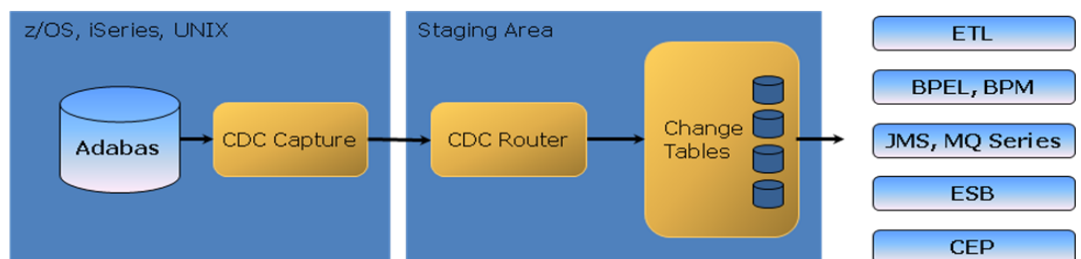 z/OS, iSeries, UNIX
Adabas
CDC Capture
Staging Area
CDC Router
Change
Tables
ETL
BPEL, BPM
JMS, MQ Series
ESB
CEP